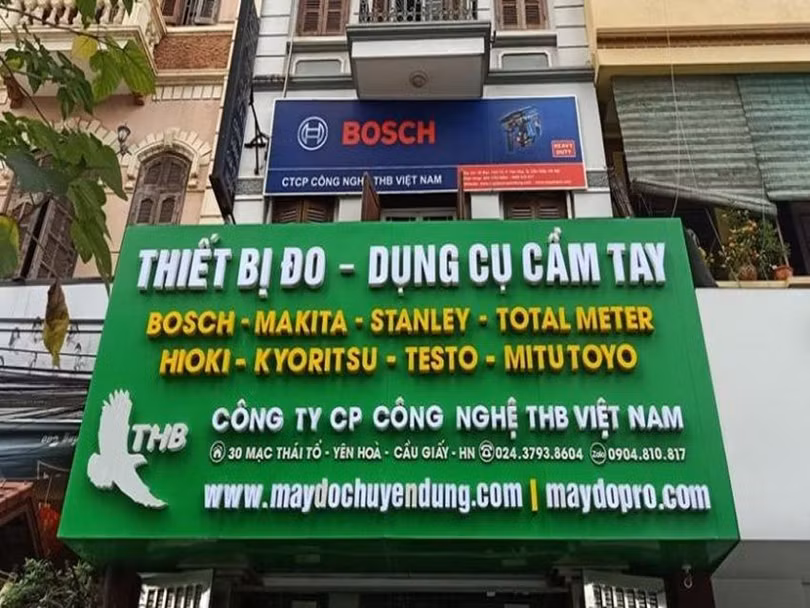 BOSCH
HEAVY DUTY
CTCP CÔNG NGHỆ THB VIỆT NAM
THIẾT BỊ ĐO - DỤNG CỤ CẦM TAY
BOSCH - MAKITA - STANLEY - TOTAL METER
HIOKI - KYORITSU - TESTO - MITUTOYO
THB
CÔNG TY CP CÔNG NGHỆ THB VIỆT NAM
30 MẠC THÁI TỔ - YÊN HOÀ - CẦU GIẤY - HN 024.3793.8604 Zalo 0904.810.817
www.maydochuyendung.com | maydopro.com